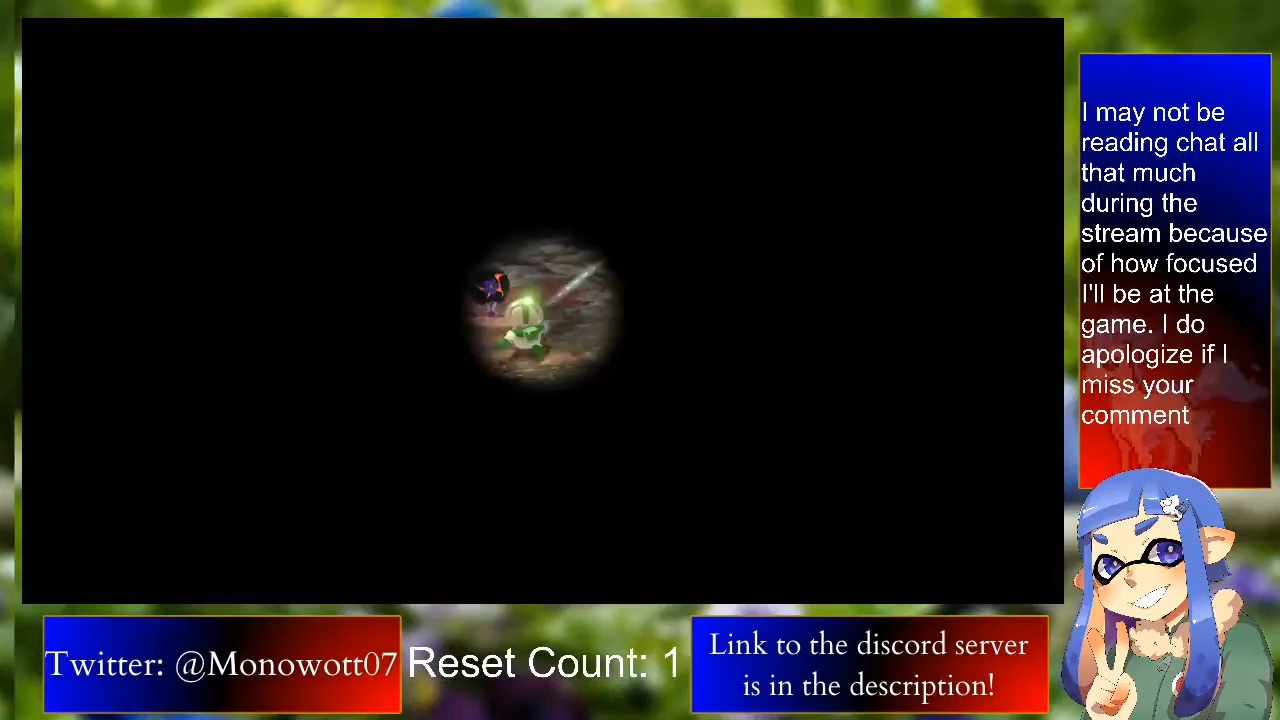 I may not be
reading chat all
that much
during the
stream because
of how focused
I'll be at the
game. I do
apologize if I
miss your
comment
Twitter: @Monowott07
Reset Count: 1
Link to the discord server
is in the description!